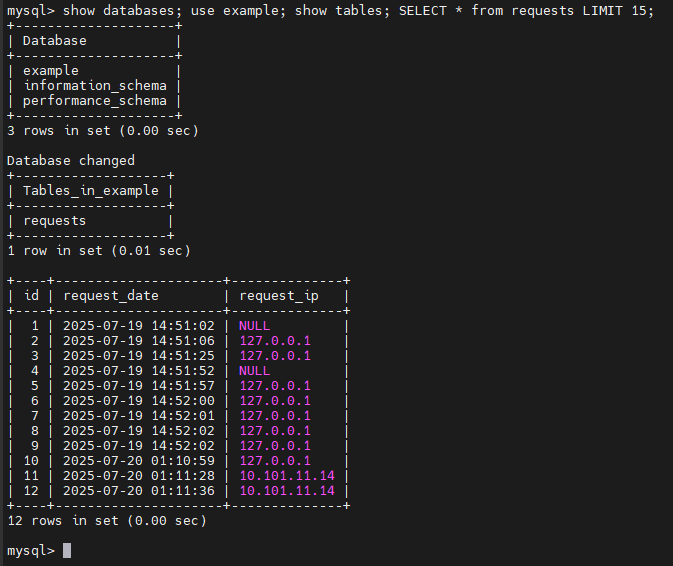 mysql> show databases; use example; show tables; SELECT * from requests LIMIT 15;
+--------------------+
| Database           |
+--------------------+
| example            |
| information_schema |
| performance_schema |
+--------------------+
3 rows in set (0.00 sec)

Database changed
+-------------------+
| Tables_in_example |
+-------------------+
| requests          |
+-------------------+
1 row in set (0.01 sec)

+----+---------------------+--------------+
| id | request_date        | request_ip   |
+----+---------------------+--------------+
|  1 | 2025-07-19 14:51:02 | NULL         |
|  2 | 2025-07-19 14:51:06 | 127.0.0.1    |
|  3 | 2025-07-19 14:51:25 | 127.0.0.1    |
|  4 | 2025-07-19 14:51:52 | NULL         |
|  5 | 2025-07-19 14:51:57 | 127.0.0.1    |
|  6 | 2025-07-19 14:52:00 | 127.0.0.1    |
|  7 | 2025-07-19 14:52:01 | 127.0.0.1    |
|  8 | 2025-07-19 14:52:02 | 127.0.0.1    |
|  9 | 2025-07-19 14:52:02 | 127.0.0.1    |
| 10 | 2025-07-20 01:10:59 | 127.0.0.1    |
| 11 | 2025-07-20 01:11:28 | 10.101.11.14 |
| 12 | 2025-07-20 01:11:36 | 10.101.11.14 |
+----+---------------------+--------------+
12 rows in set (0.00 sec)

mysql>